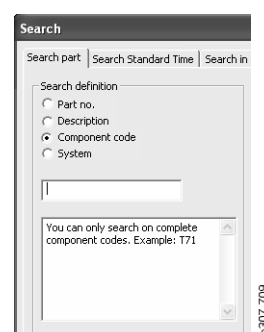 Search
Search part Search Standard Time Search in
Search definition
Part no.
Description
Component code
System
You can only search on complete
component codes. Example: T71
307 709